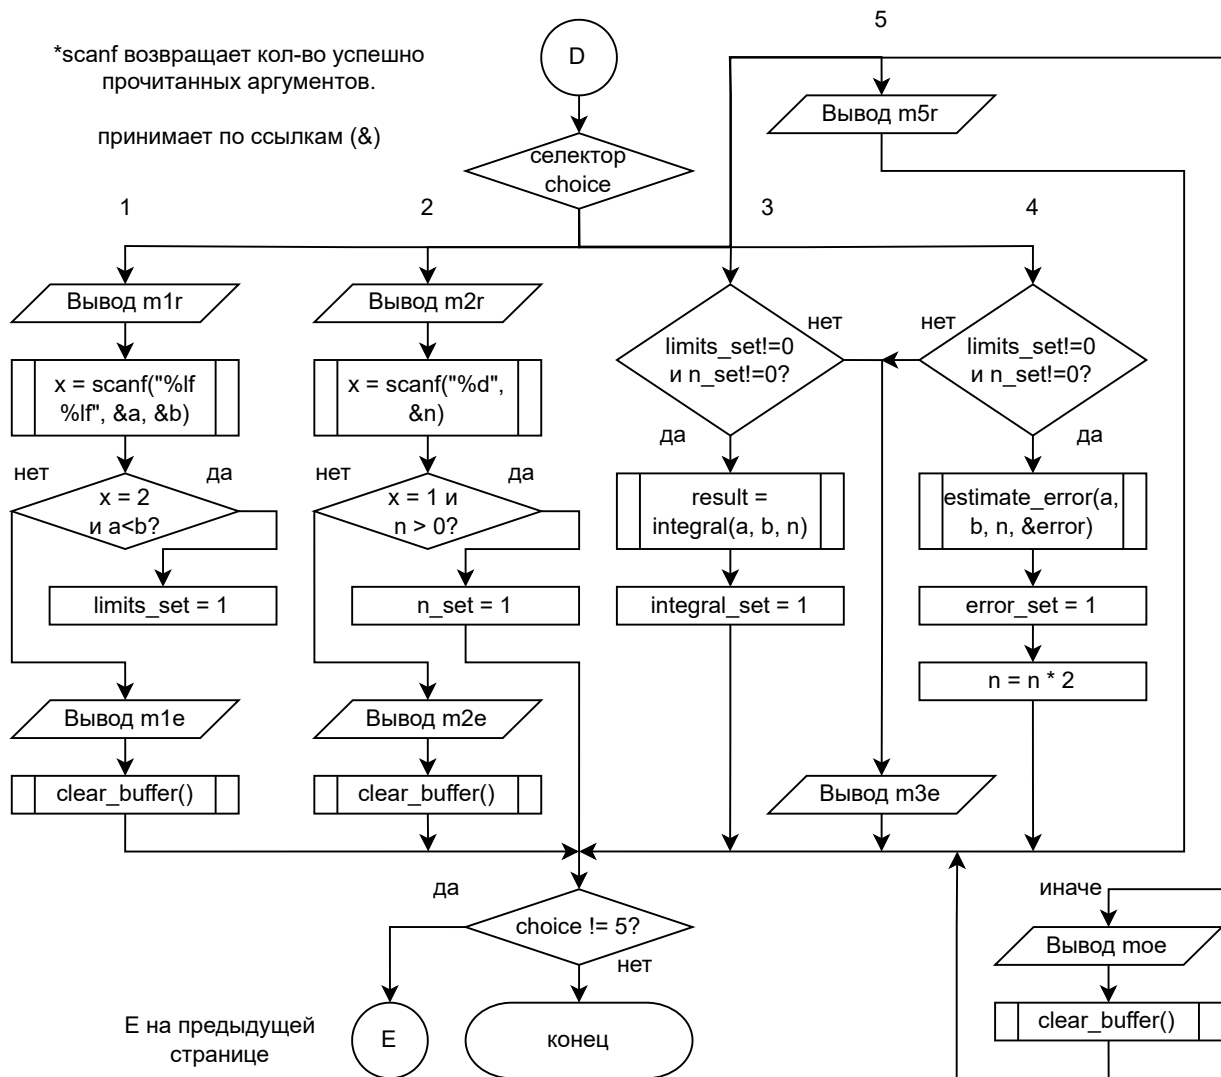 5
*scanf возвращает кол-во успешно
прочитанных аргументов.
принимает по ссылкам (&)
D
Вывод m5r
селектор
choice
1
2
3
4
Вывод m1r
Вывод m2r
limits_set!=0
и n_set!=0?
нет
нет
limits_set!=0
и n_set!=0?
x = scanf("%lf
%lf", &a, &b)
x = scanf("%d",
&n)
да
да
нет
да
нет
да
x = 2
и a<b?
x = 1 и
n > 0?
result =
integral(a, b, n)
estimate_error(a,
b, n, &error)
limits_set = 1
n_set = 1
integral_set = 1
error_set = 1
n = n * 2
Вывод m1e
Вывод m2e
clear_buffer()
clear_buffer()
Вывод m3e
да
choice != 5?
нет
иначе
Вывод moe
clear_buffer()
E на предыдущей
странице
E
конец